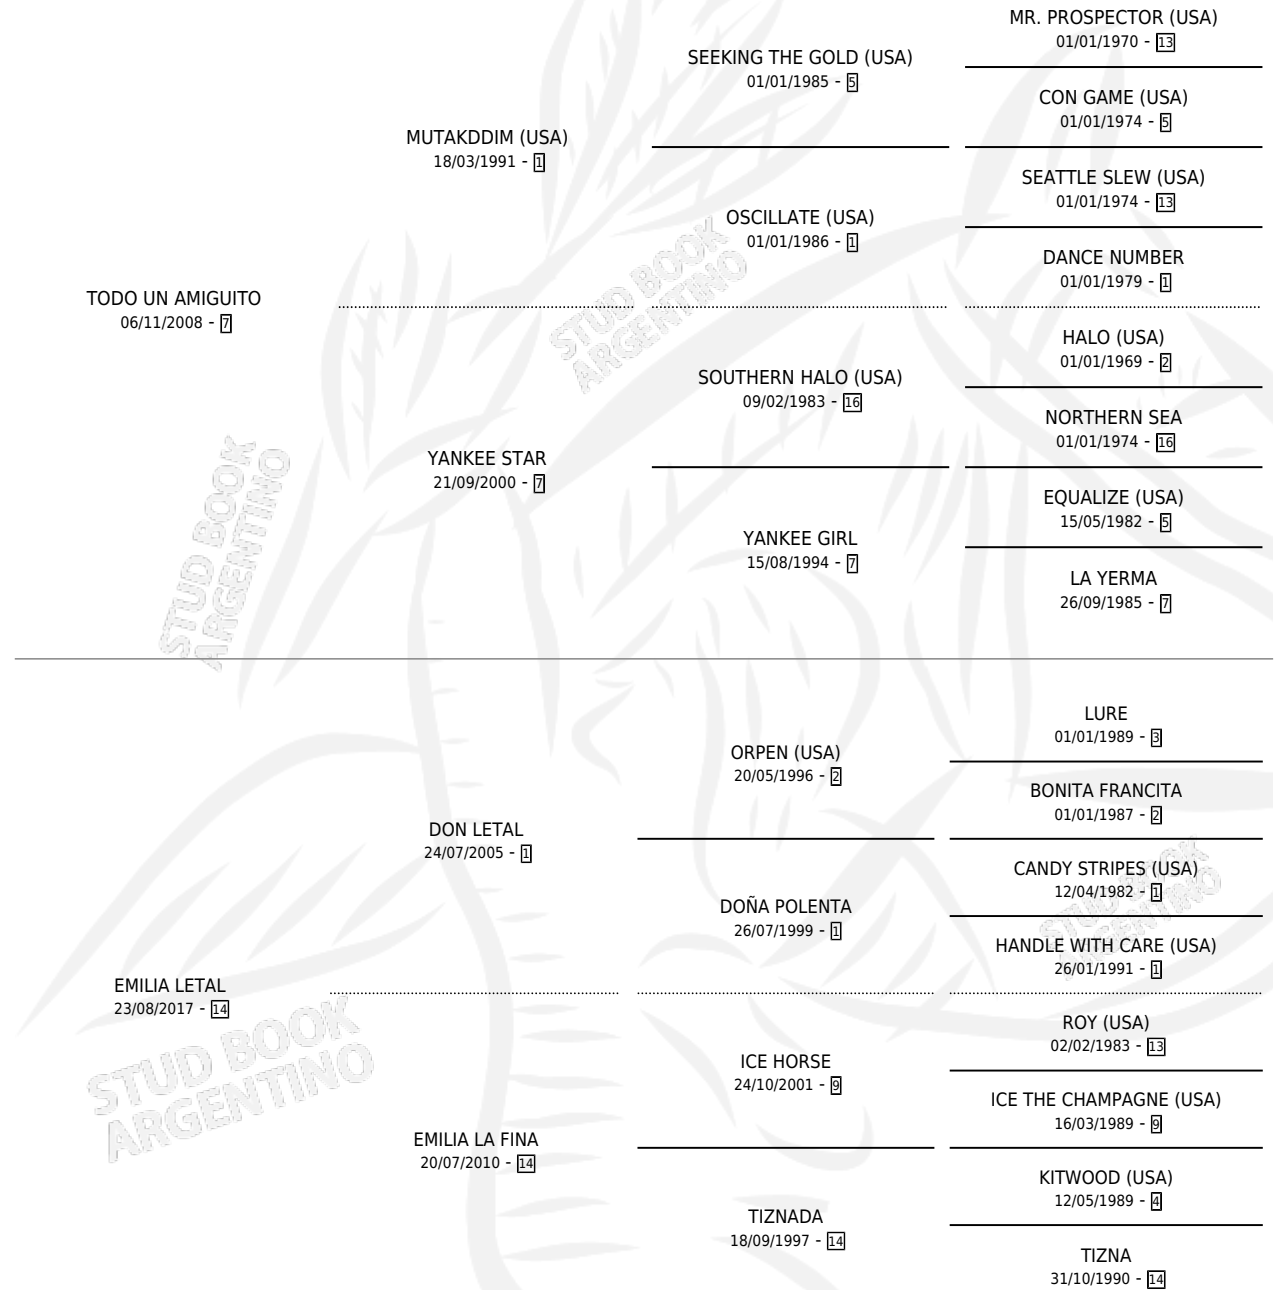 MR. PROSPECTOR (USA)
01/01/1970 - 13
SEEKING THE GOLD (USA)
01/01/1985 - 5
CON GAME (USA)
01/01/1974 - 5
MUTAKDDIM (USA)
18/03/1991 - 1
SEATTLE SLEW (USA)
01/01/1974 - 13
OSCILLATE (USA)
01/01/1986 - 1
DANCE NUMBER
01/01/1979 - 1
TODO UN AMIGUITO
06/11/2008 - 7
HALO (USA)
01/01/1969 - 2
SOUTHERN HALO (USA)
09/02/1983 - 16
NORTHERN SEA
01/01/1974 - 16
YANKEE STAR
21/09/2000 - 7
EQUALIZE (USA)
15/05/1982 - 5
YANKEE GIRL
15/08/1994 - 7
LA YERMA
26/09/1985 - 7
STUD BOOK
ARGENTINO
STUD BOOK
ARGENTINO
LURE
01/01/1989 - 3
ORPEN (USA)
20/05/1996 - 2
BONITA FRANCITA
01/01/1987 - 2
DON LETAL
24/07/2005 - 1
CANDY STRIPES (USA)
12/04/1982 - 1
DOÑA POLENTA
26/07/1999 - 1
HANDLE WITH CARE (USA)
26/01/1991 - 1
EMILIA LETAL
23/08/2017 - 14
ROY (USA)
02/02/1983 - 13
ICE HORSE
24/10/2001 - 9
ICE THE CHAMPAGNE (USA)
16/03/1989 - 9
EMILIA LA FINA
20/07/2010 - 14
KITWOOD (USA)
12/05/1989 - 4
TIZNADA
18/09/1997 - 14
TIZNA
31/10/1990 - 14
STUD BOOK
ARGENTINO
STUD BOOK
ARGENTINO